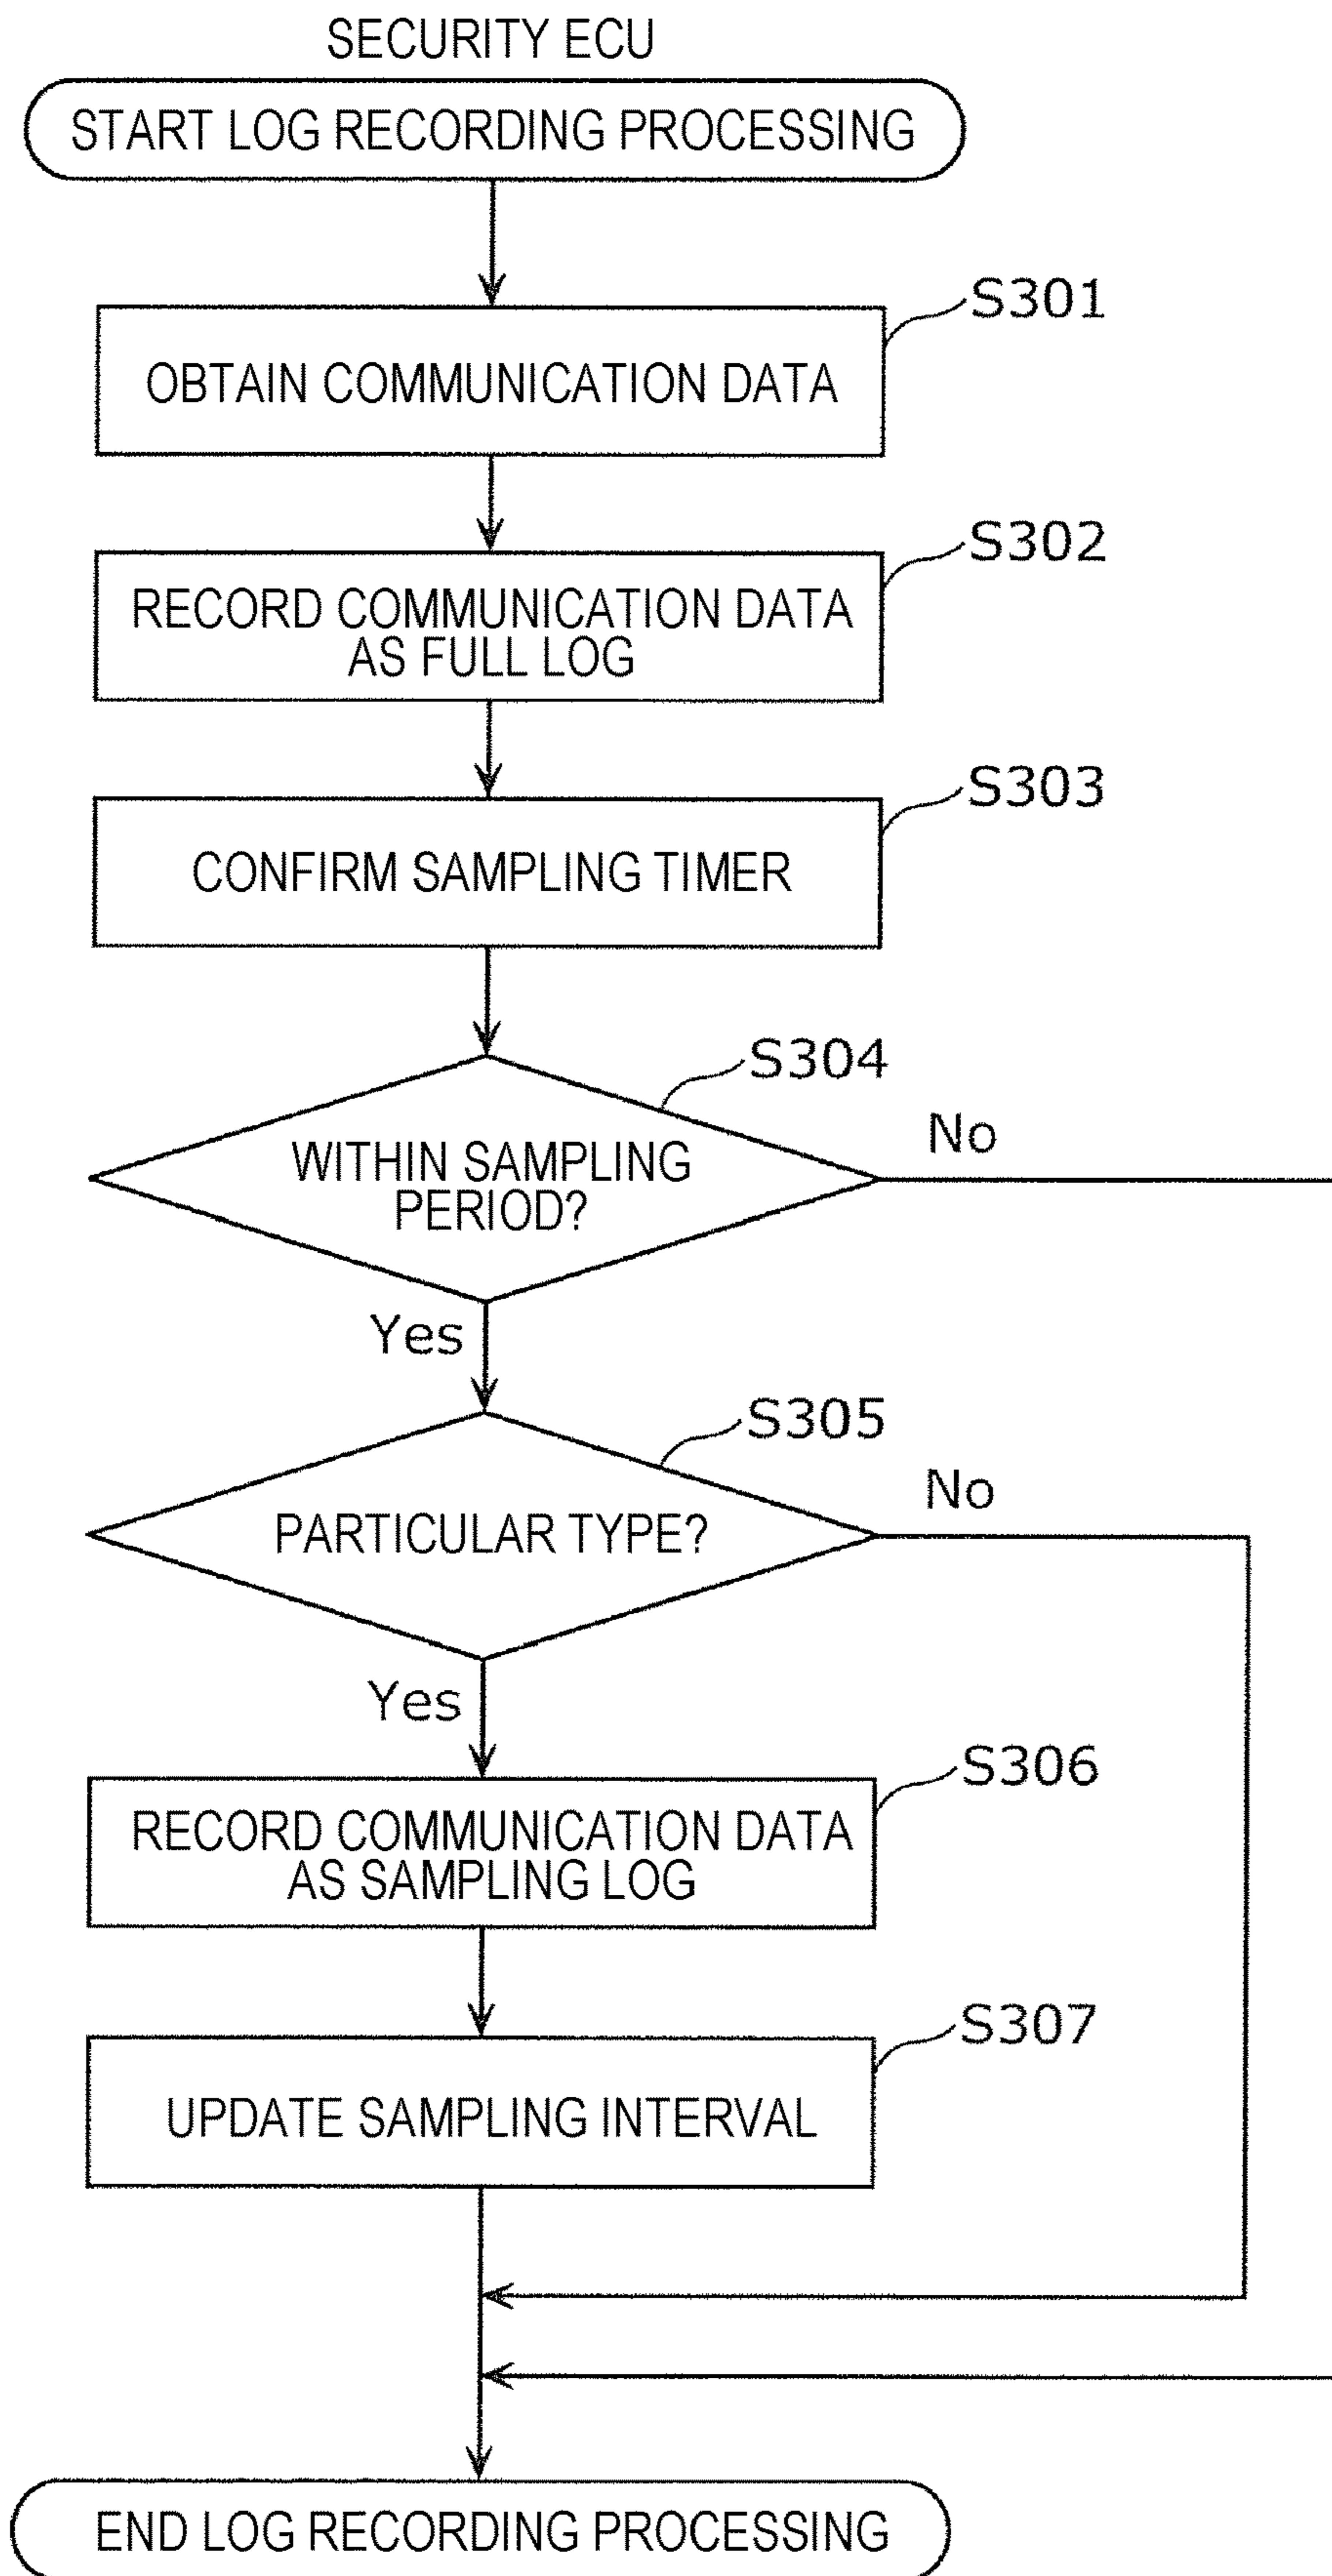 SECURITY ECU
START LOG RECORDING PROCESSING
S301
OBTAIN COMMUNICATION DATA
S302
RECORD COMMUNICATION DATA
AS FULL LOG
S303
CONFIRM SAMPLING TIMER
S304
No
WITHIN SAMPLING
PERIOD?
Yes
S305
No
PARTICULAR TYPE?
Yes
S306
RECORD COMMUNICATION DATA
AS SAMPLING LOG
S307
UPDATE SAMPLING INTERVAL
END LOG RECORDING PROCESSING